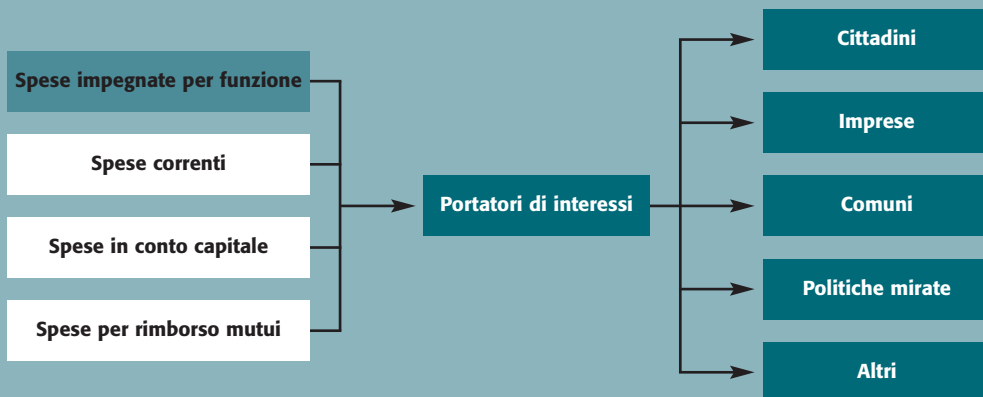 Spese impegnate per funzione
Spese correnti
Spese in conto capitale
Spese per rimborso mutui
Portatori di interessi
Cittadini
Imprese
Comuni
Politiche mirate
Altri